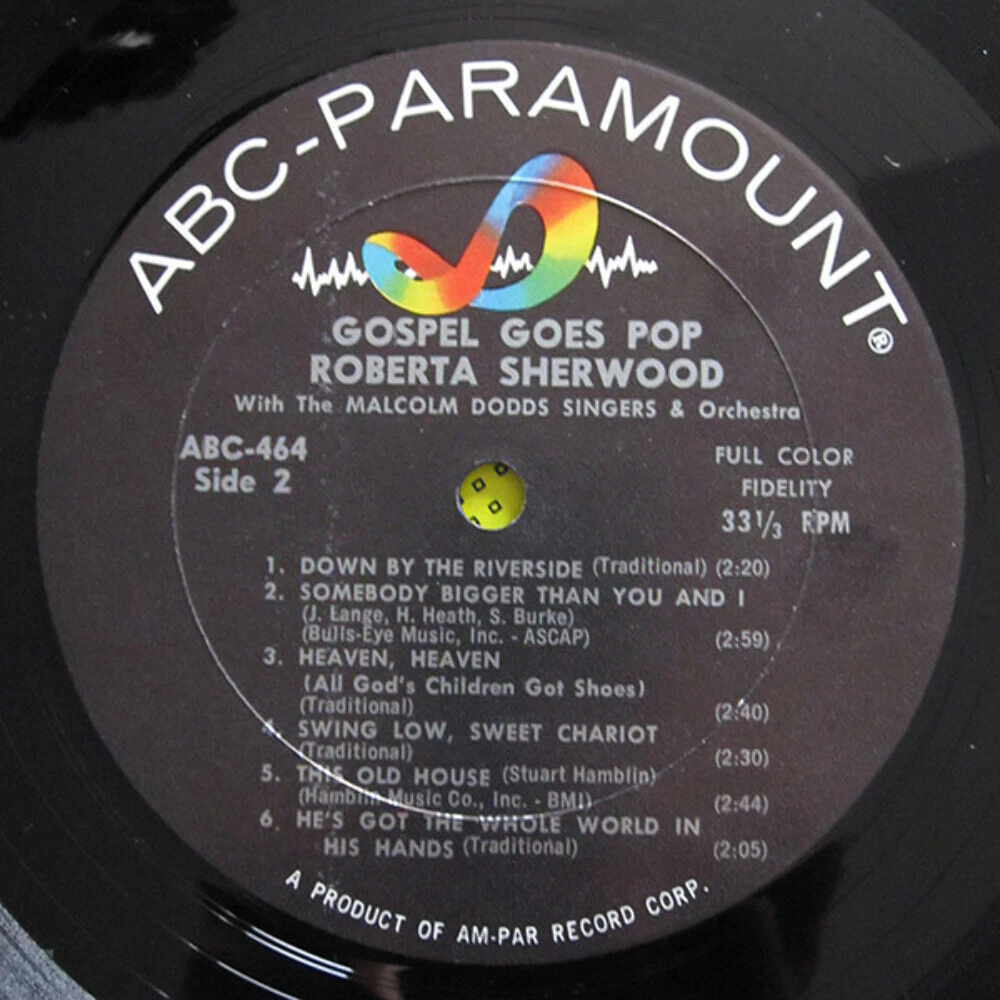 ABC-PARAMOUNT®
GOSPEL GOES POP
ROBERTA SHERWOOD
With The MALCOLM DODDS SINGERS & Orchestra
ABC-464
Side 2
FULL COLOR
FIDELITY
33 1/3 RPM
1. DOWN BY THE RIVERSIDE (Traditional) (2:20)
2. SOMEBODY BIGGER THAN YOU AND I
(J. Lange, H. Heath, S. Burke)
(Bulls-Eye Music, Inc. - ASCAP) (2:59)
3. HEAVEN, HEAVEN
(All God's Children Got Shoes)
(Traditional) (2:40)
4. SWING LOW, SWEET CHARIOT
(Traditional) (2:30)
5. THIS OLD HOUSE (Stuart Hamblin)
(Hamblin Music Co., Inc. - BMI) (2:44)
6. HE'S GOT THE WHOLE WORLD IN
HIS HANDS (Traditional) (2:05)
A PRODUCT OF AM-PAR RECORD CORP.